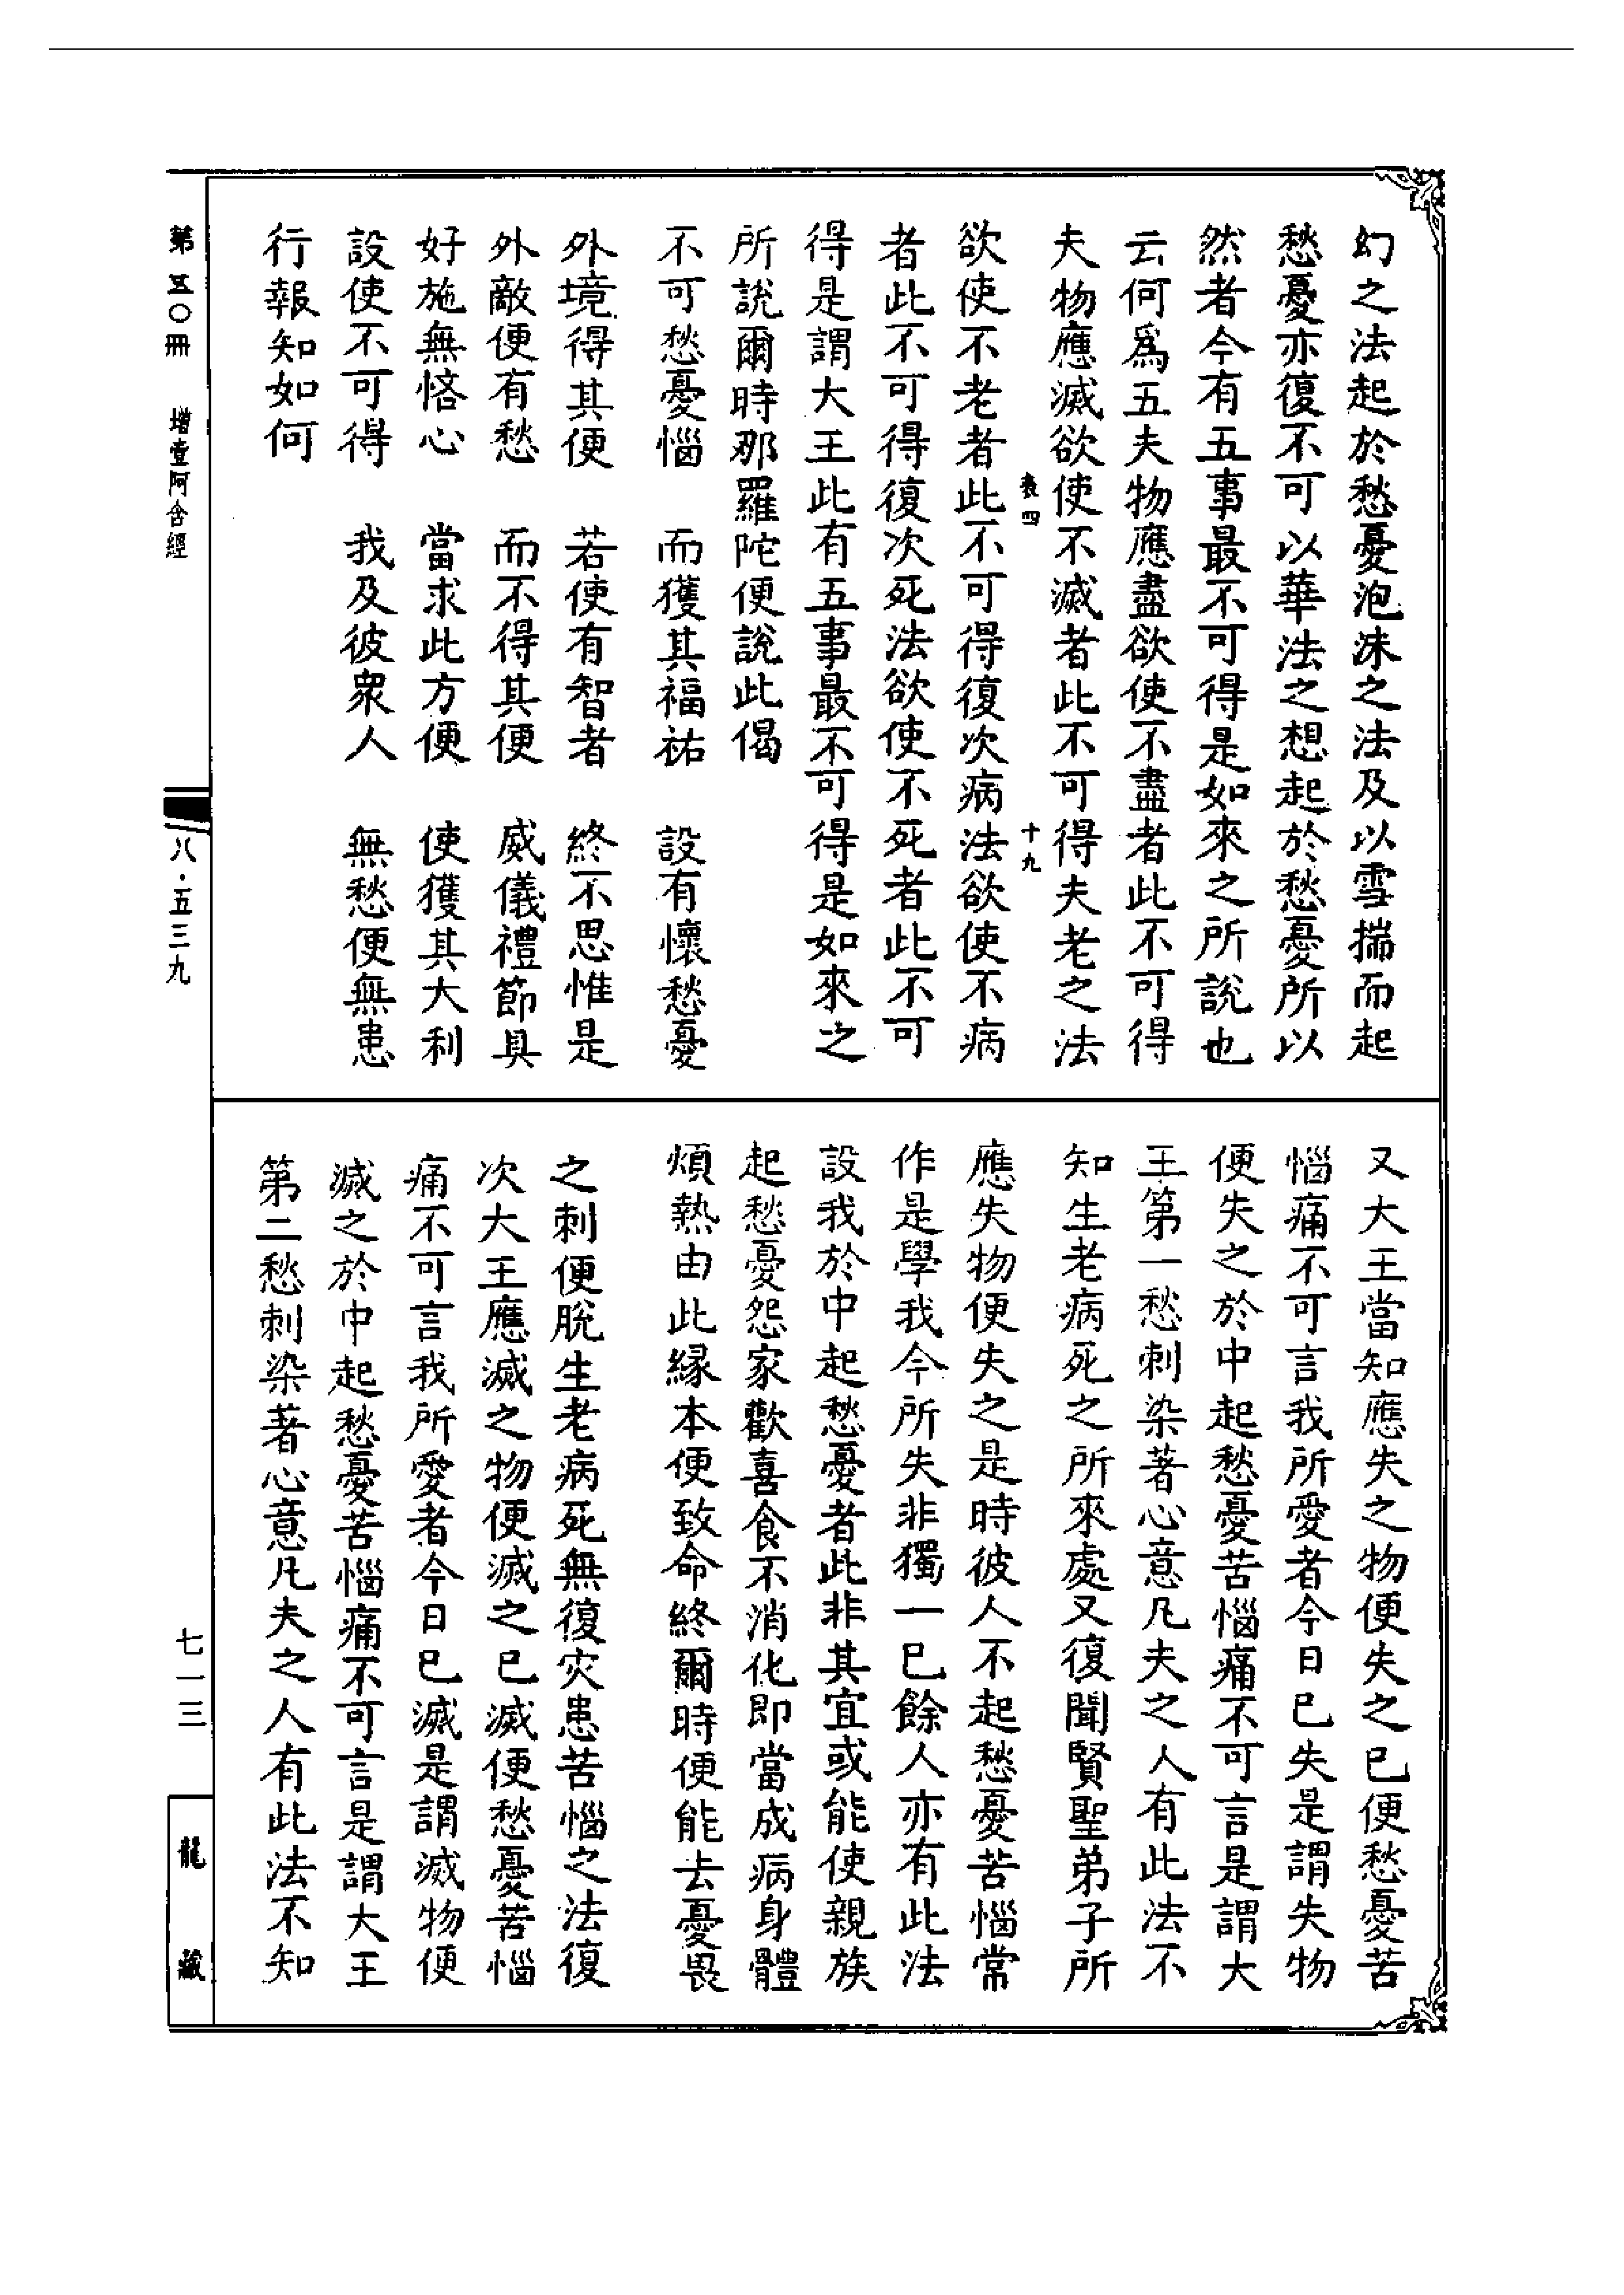 幻之法起於愁憂泡沫之法及以雪揣而起
愁憂亦復不可以華法之想起於愁憂所以
然者今有五事最不可得是如來之所說也
云何爲五夫物應盡欲使不盡者此不可得
夫物應滅欲使不滅者此不可得夫老之法
表四 十九
欲使不老者此不可得復次病法欲使不病
者此不可得復次死法欲使不死者此不可
得是謂大王此有五事最不可得是如來之
所說爾時那羅陀便說此偈
不可愁憂惱 而獲其福祐 設有懷愁憂
外境得其便 若使有智者 終不思惟是
外敵便有愁 而不得其便 威儀禮節具
好施無悋心 當求此方便 使獲其大利
設使不可得 我及彼衆人 無愁便無患
行報知如何
又大王當知應失之物便失之已便愁憂苦
惱痛不可言我所愛者今日已失是謂失物
便失之於中起愁憂苦惱痛不可言是謂大
王第一愁刺染著心意凡夫之人有此法不
知生老病死之所來處又復聞賢聖弟子所
應失物便失之是時彼人不起愁憂苦惱常
作是學我今所失非獨一已餘人亦有此法
設我於中起愁憂者此非其宜或能使親族
起愁憂怨家歡喜食不消化即當成病身體
煩熱由此緣本便致命終爾時便能去憂畏
之刺便脫生老病死無復灾患苦惱之法復
次大王應滅之物便滅之已滅便愁憂苦惱
痛不可言我所愛者今日已滅是謂滅物便
滅之於中起愁憂苦惱痛不可言是謂大王
第二愁刺染著心意凡夫之人有此法不知
第五〇冊 增壹阿含經
八·五三九
七一三
龍藏